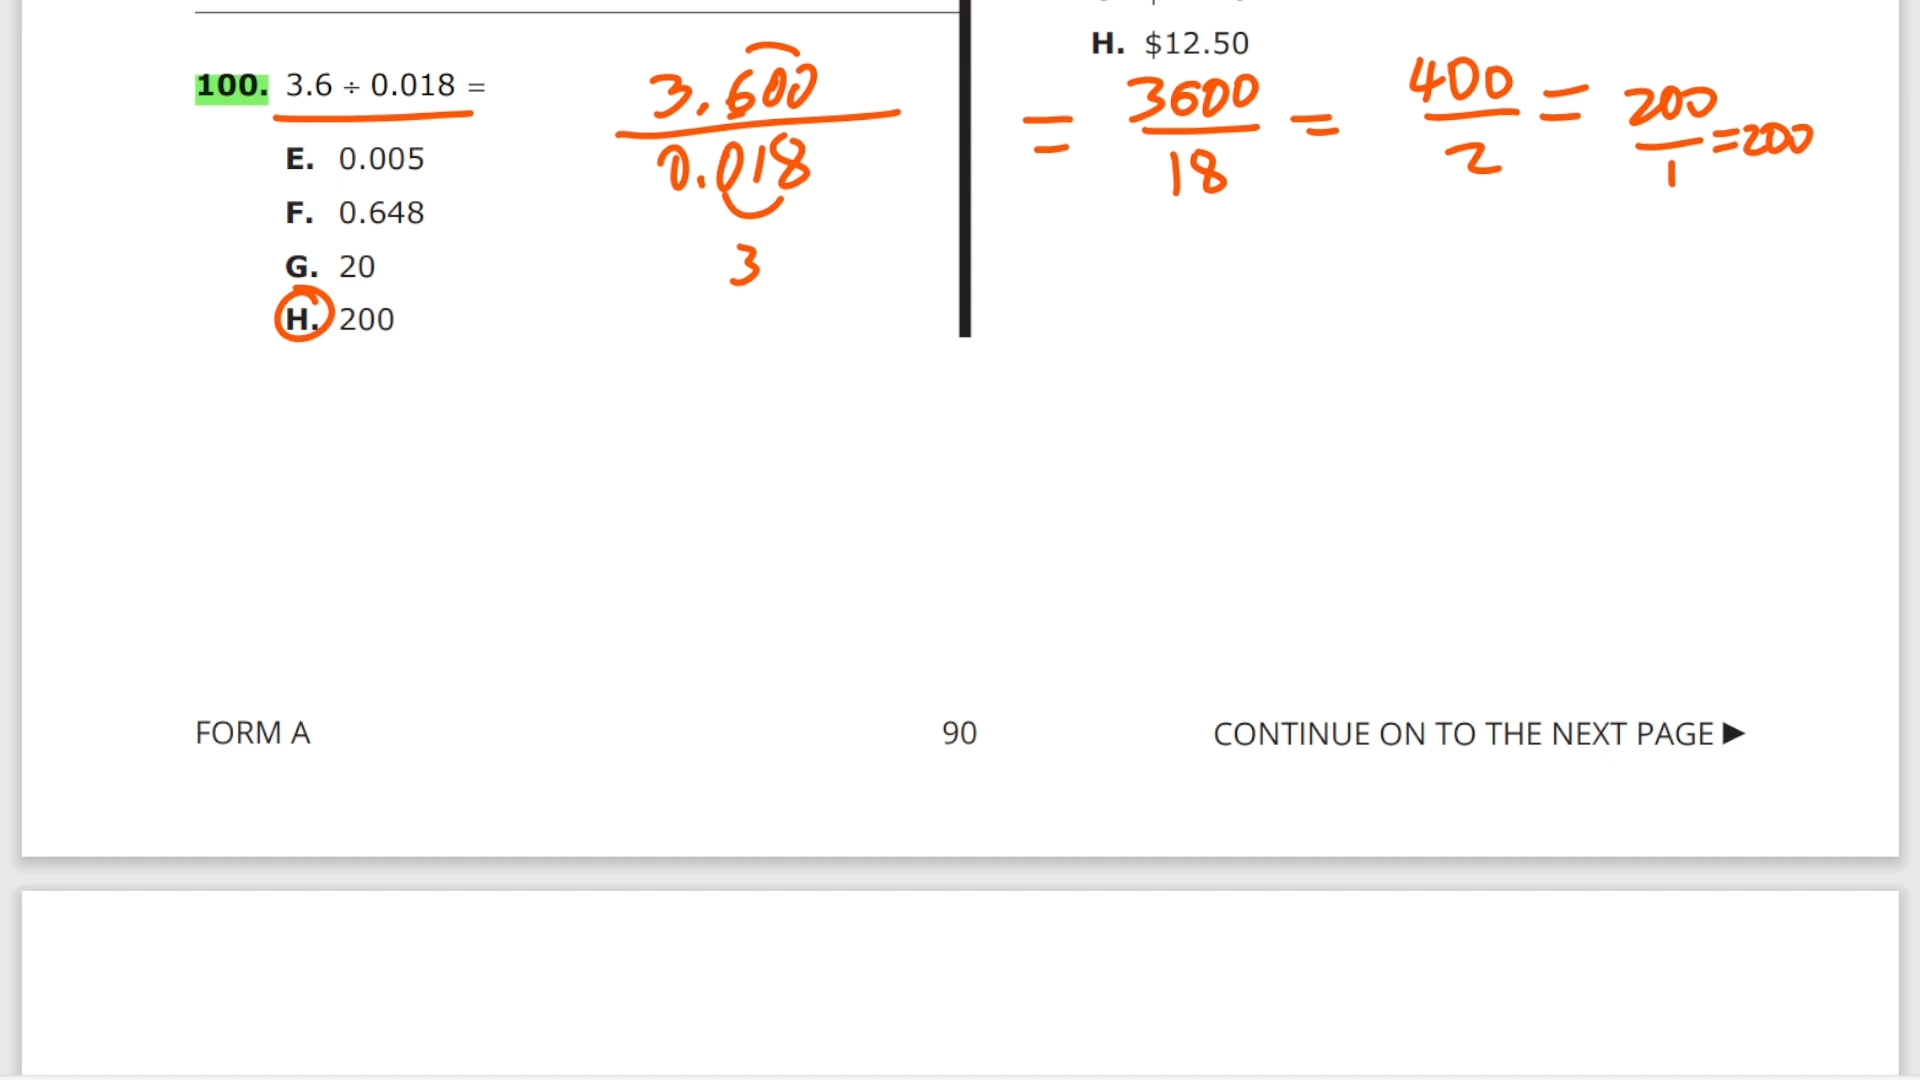 H. $12.50
100. 3.6 ÷ 0.018 =
E. 0.005
F. 0.648
G. 20
H. 200
3.600
0.018
3
= 3600/18 = 400/2 = 200/1 = 200
FORM A
90
CONTINUE ON TO THE NEXT PAGE ▶